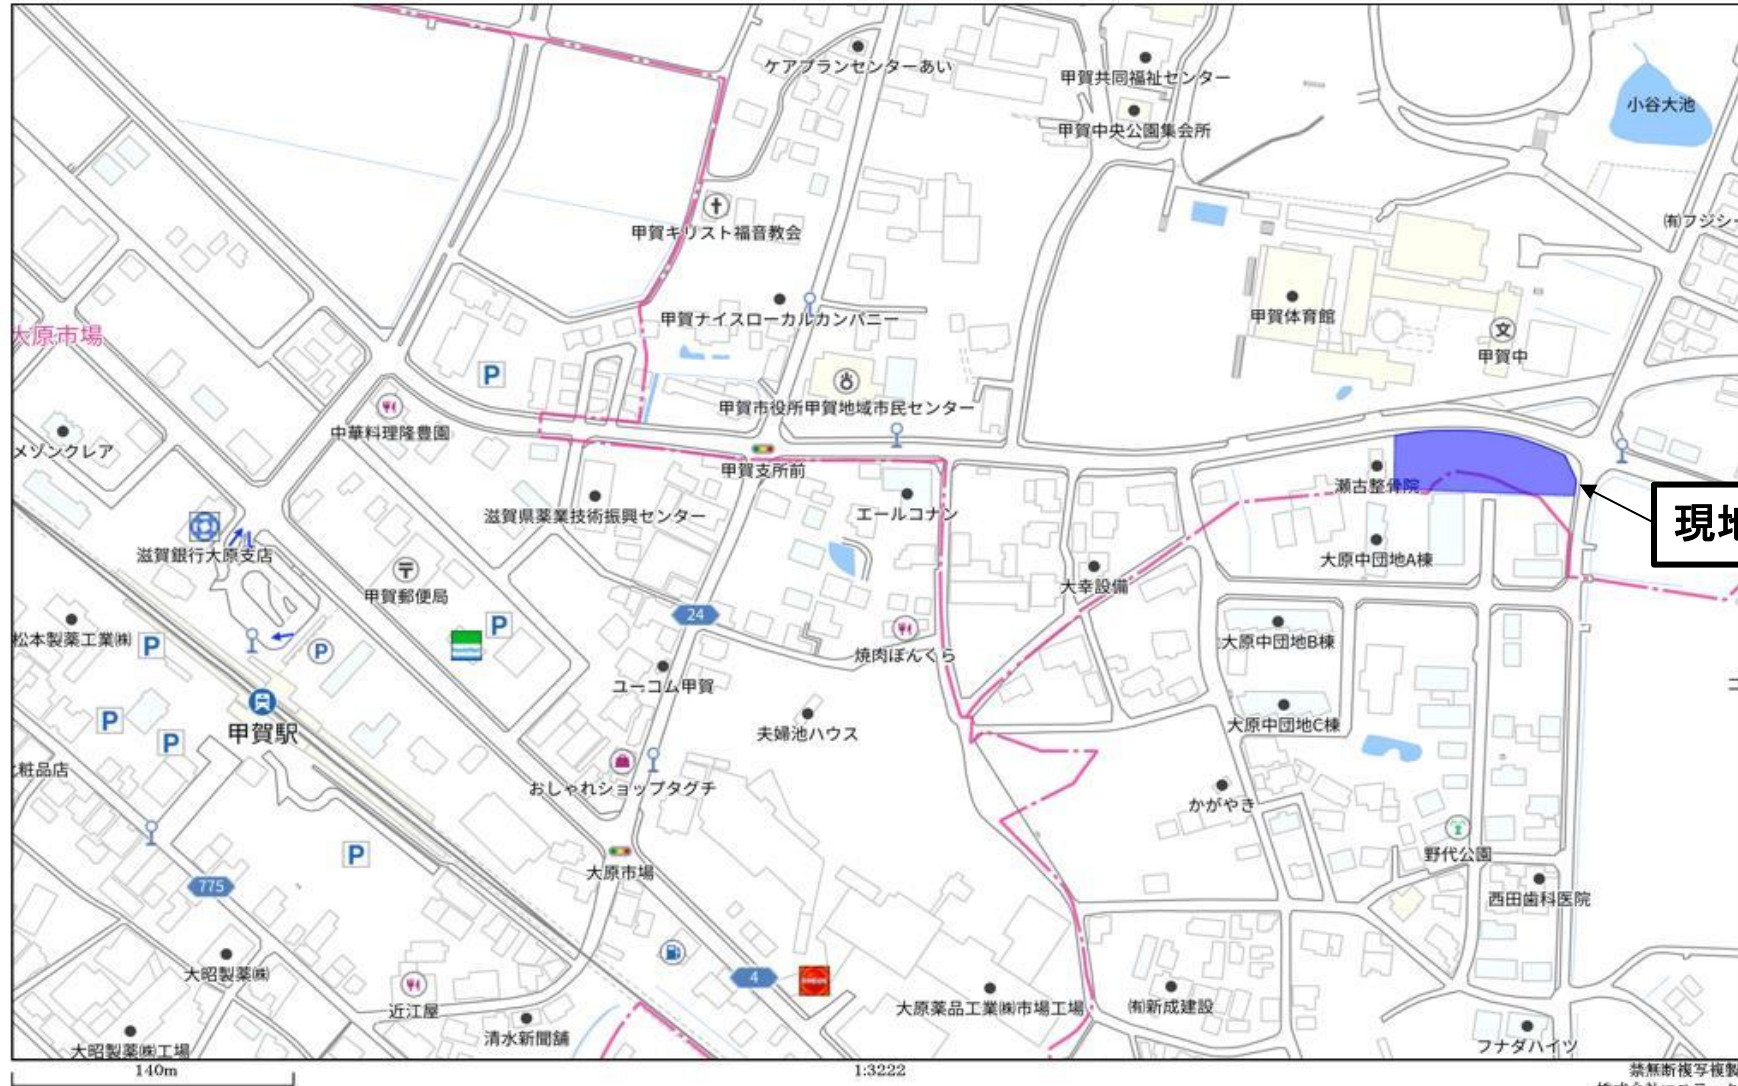 ケアプランセンターあい
甲賀共同福祉センター
小谷大池
甲賀中央公園集会所
甲賀キリスト福音教会
㈲フジシ
甲賀ナイスローカルカンパニー
甲賀体育館
大原市場
文
甲賀中
P
甲賀市役所甲賀地域市民センター
中華料理隆豊園
メゾンクレア
甲賀支所前
瀬古整骨院
滋賀県薬業技術振興センター
エールコナン
現地
滋賀銀行大原支店
大原中団地A棟
甲賀郵便局
大幸設備
24
P
松本製薬工業㈱
P
P
大原中団地B棟
焼肉ぼんくら
ユーコム甲賀
P
P
甲賀駅
夫婦池ハウス
大原中団地C棟
粧品店
おしゃれショップタグチ
かがやき
P
野代公園
大原市場
775
西田歯科医院
大昭製薬㈱
4
近江屋
大原薬品工業㈱市場工場
㈲新成建設
清水新聞舗
大昭製薬㈱工場
フナダハイツ
140m
1:3222
禁無断複写複製